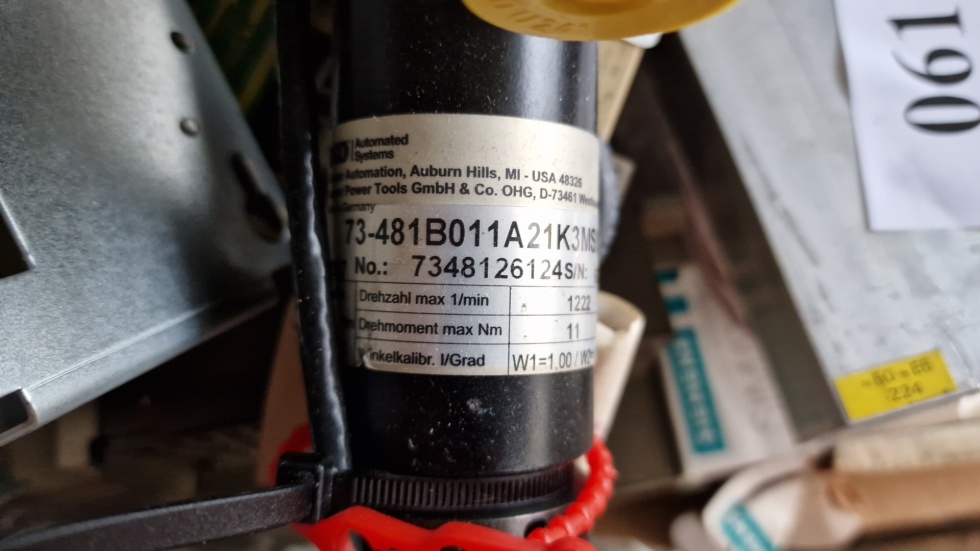 Automated
Systems
Automation, Auburn Hills, MI - USA 48326
Power Tools GmbH & Co. OHG, D-73461
Germany
73-481B011A21K3MS
No.: 7348126124 S/N:
Drehzahl max 1/min 1222
Drehmoment max Nm 11
Winkelkalibr. I/Grad W1=1.00 /
061
224